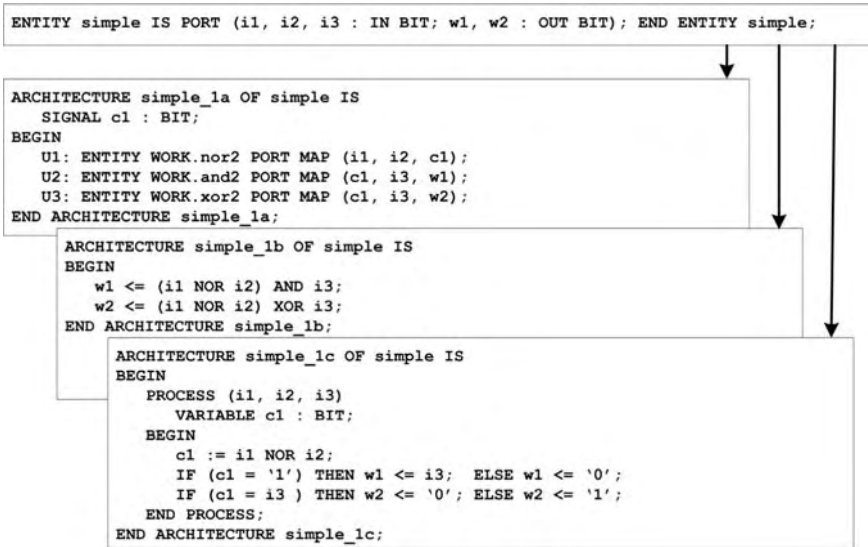 ENTITY simple IS PORT (i1, i2, i3 : IN BIT; w1, w2 : OUT BIT); END ENTITY simple;
ARCHITECTURE simple_1a OF simple IS
SIGNAL c1 : BIT;
BEGIN
U1: ENTITY WORK.nor2 PORT MAP (i1, i2, c1);
U2: ENTITY WORK.and2 PORT MAP (c1, i3, w1);
U3: ENTITY WORK.xor2 PORT MAP (c1, i3, w2);
END ARCHITECTURE simple_1a;
ARCHITECTURE simple_1b OF simple IS
BEGIN
w1 <= (i1 NOR i2) AND i3;
w2 <= (i1 NOR i2) XOR i3;
END ARCHITECTURE simple_1b;
ARCHITECTURE simple_1c OF simple IS
BEGIN
PROCESS (i1, i2, i3)
VARIABLE c1 : BIT;
BEGIN
c1 := i1 NOR i2;
IF (c1 = ‘1’) THEN w1 <= i3; ELSE w1 <= ‘0’;
IF (c1 = i3 ) THEN w2 <= ‘0’; ELSE w2 <= ‘1’;
END PROCESS;
END ARCHITECTURE simple_1c;